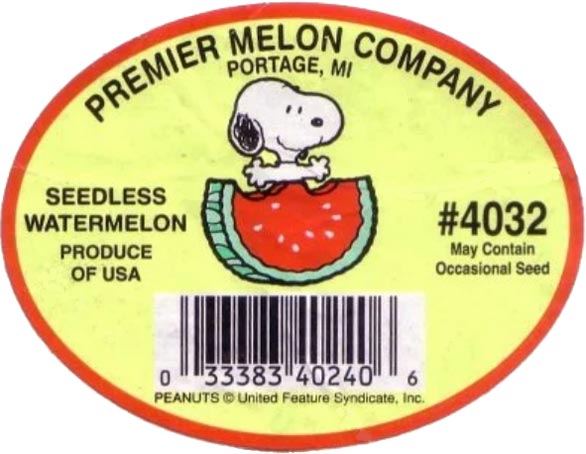 PREMIER MELON COMPANY
PORTAGE, MI
SEEDLESS
WATERMELON
PRODUCE
OF USA
#4032
May Contain
Occasional Seed
0 33383 40240 6
PEANUTS © United Feature Syndicate, Inc.